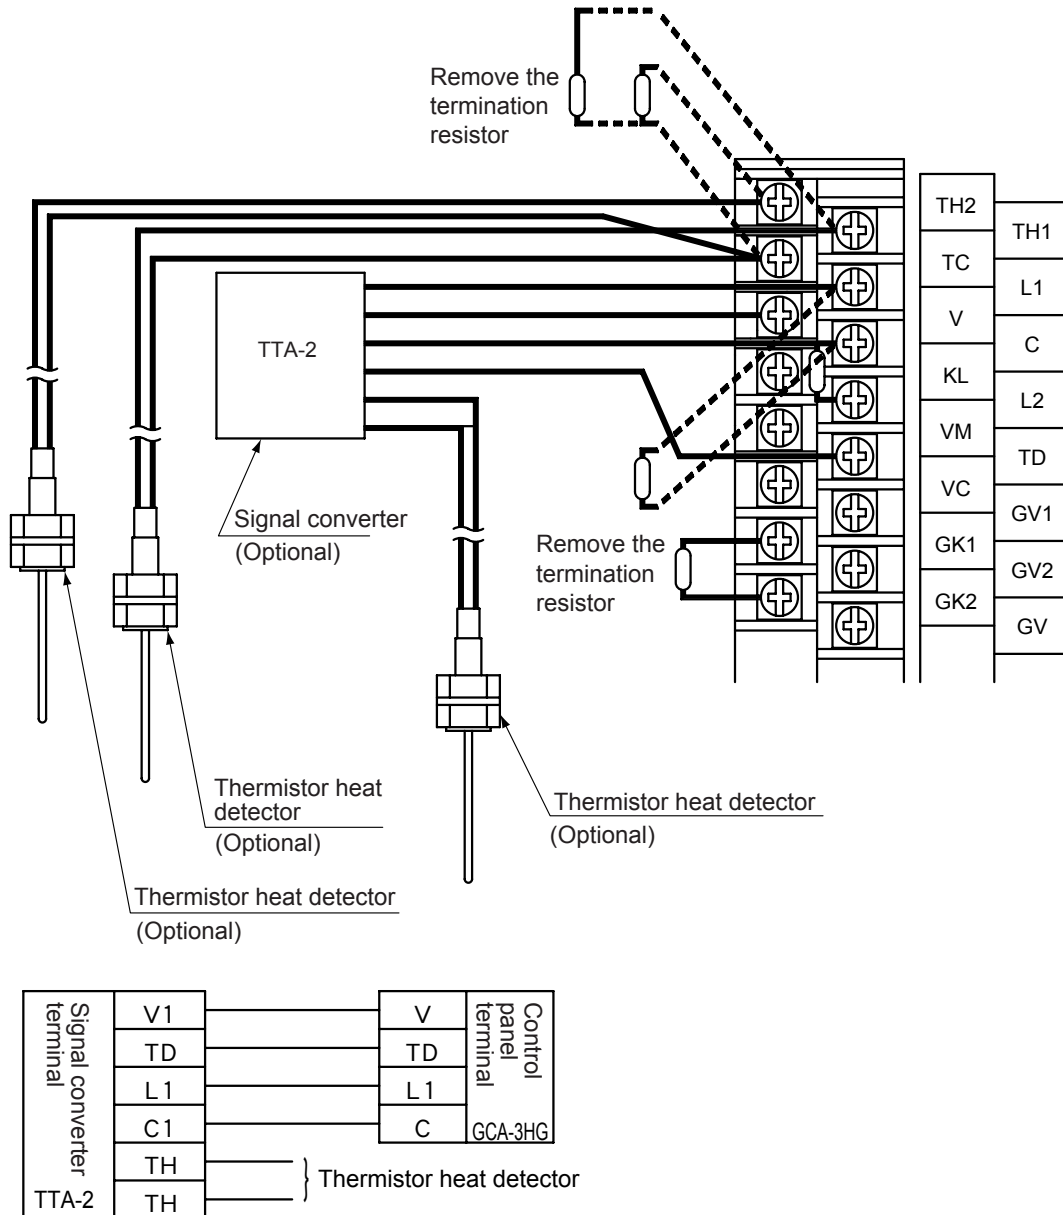 Remove the
termination
resistor
TH2
TH1
TC
L1
V
C
KL
L2
VM
TD
VC
GV1
GK1
GV2
GK2
GV
TTA-2
Signal converter
(Optional)
Remove the
termination
resistor
Thermistor heat
detector
(Optional)
Thermistor heat detector
(Optional)
Thermistor heat detector
(Optional)
Signal converter
terminal
TTA-2
V1
TD
L1
C1
TH
TH
V
TD
L1
C
Control
panel
terminal
GCA-3HG
Thermistor heat detector